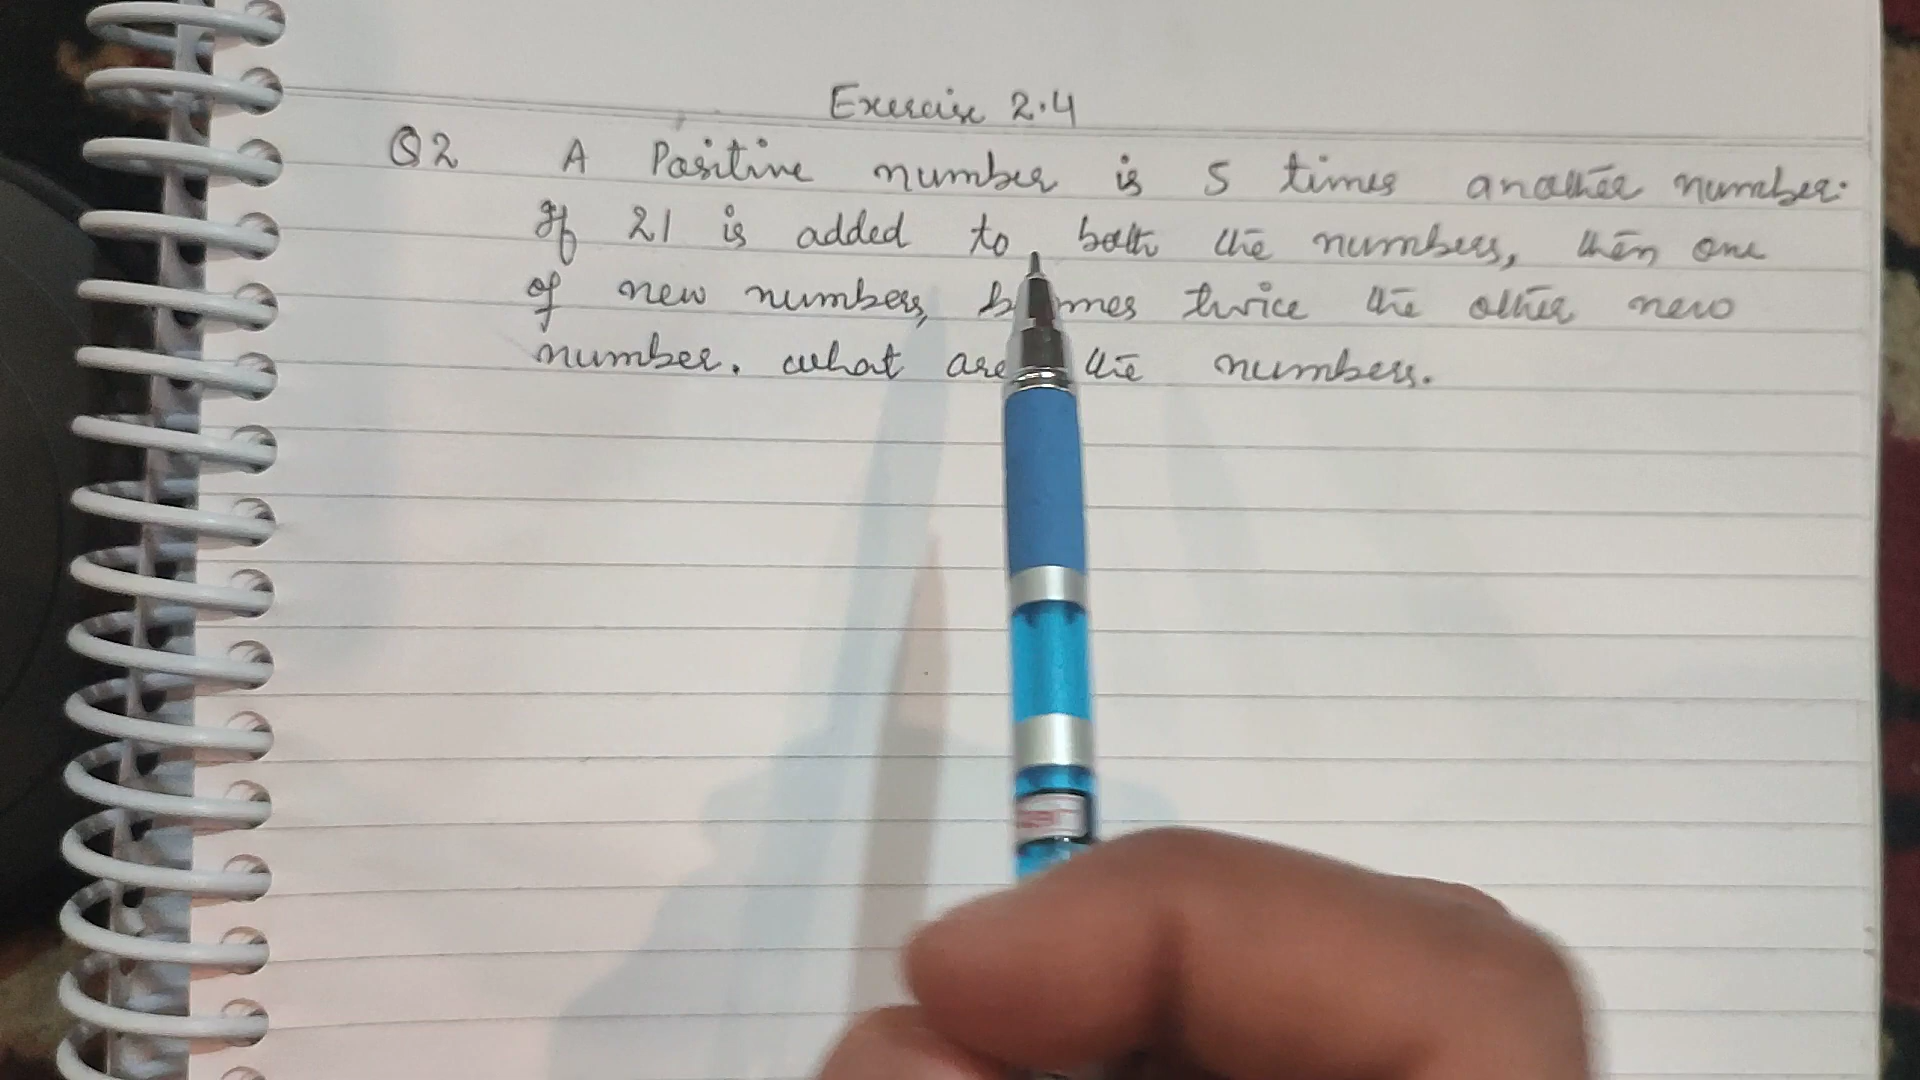 Exercise 2.4
Q2 A Positive number is 5 times another number.
If 21 is added to both the numbers, then one
of new numbers, becomes twice the other new
number. what are the numbers.